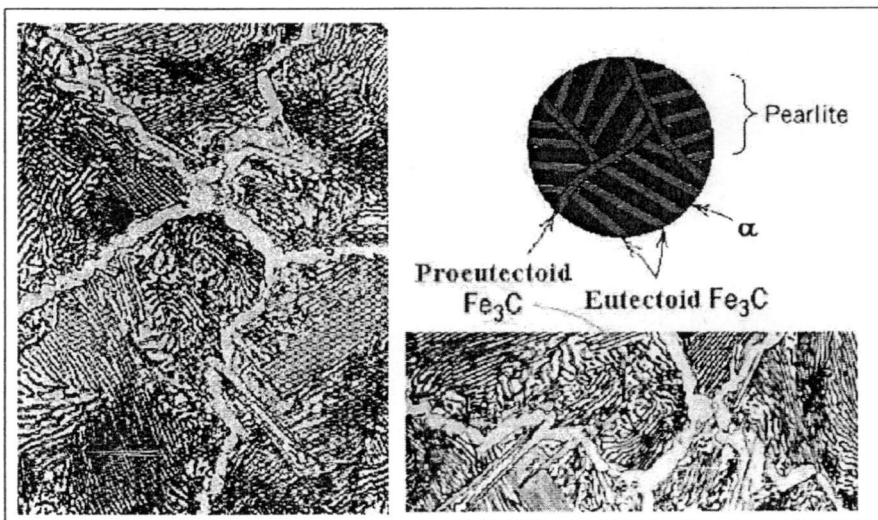 Pearlite
α
Proeutectoid
Fe₃C
Eutectoid Fe₃C